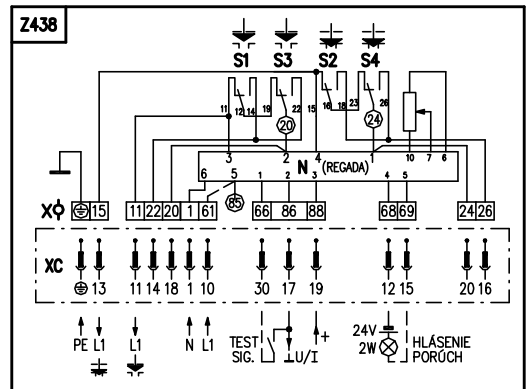 Z438
S1 S3 S2 S4
11 12 14 19 22 15 16 18 23 26
20 24
3 2 4 1 10 7 6
N (REGADA)
6 5 1 2 3 4 5
85
X 15 11 22 20 1 61 66 86 88 68 69 24 26
XC
13 11 14 18 1 10 30 17 19 12 15 20 16
PE L1 L1 N L1 TEST SIG. ⊥U/I + 24V 2W HLÁSENIE PORÚCH